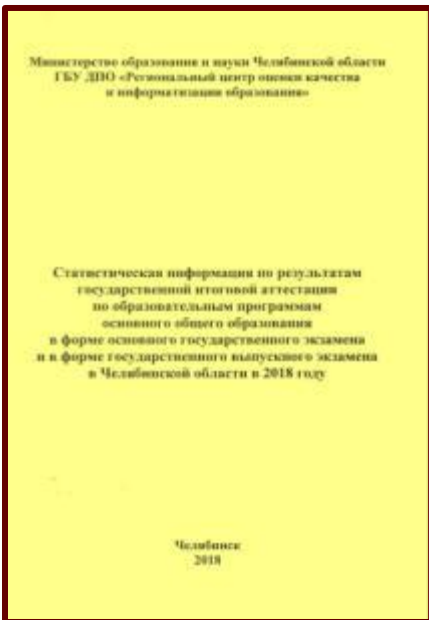 Министерство образования и науки Челябинской области
ГБУ ДПО «Региональный центр оценки качества
и информатизации образования»
Статистическая информация по результатам
государственной итоговой аттестации
по образовательным программам
основного общего образования
в форме основного государственного экзамена
и в форме государственного выпускного экзамена
в Челябинской области в 2018 году
Челябинск
2018